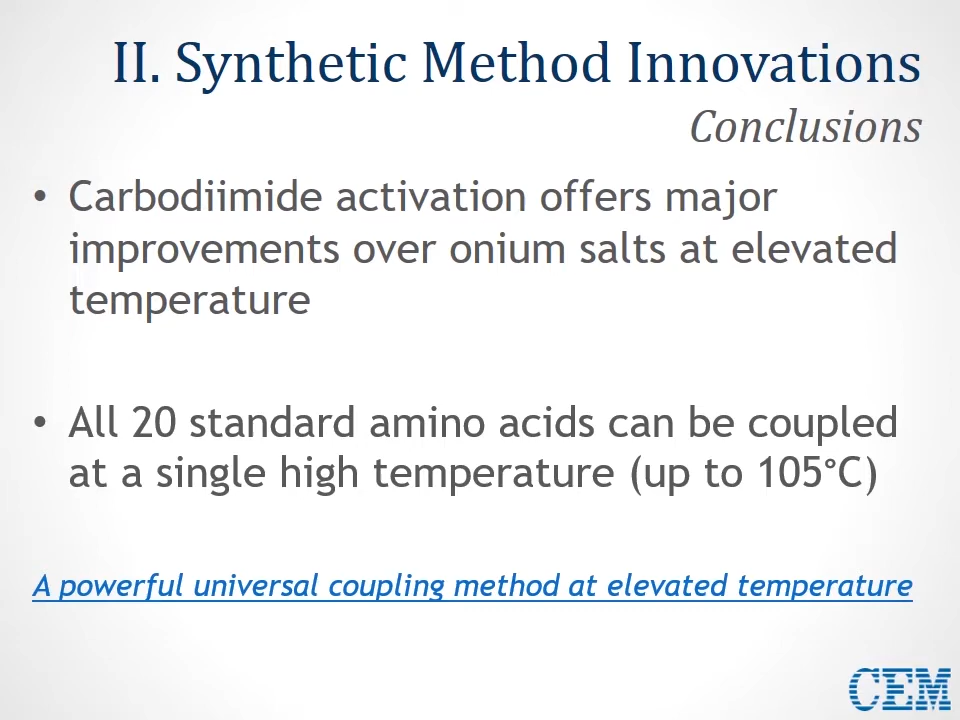 II. Synthetic Method Innovations
Conclusions
• Carbodiimide activation offers major
improvements over onium salts at elevated
temperature
• All 20 standard amino acids can be coupled
at a single high temperature (up to 105°C)
A powerful universal coupling method at elevated temperature
CEM